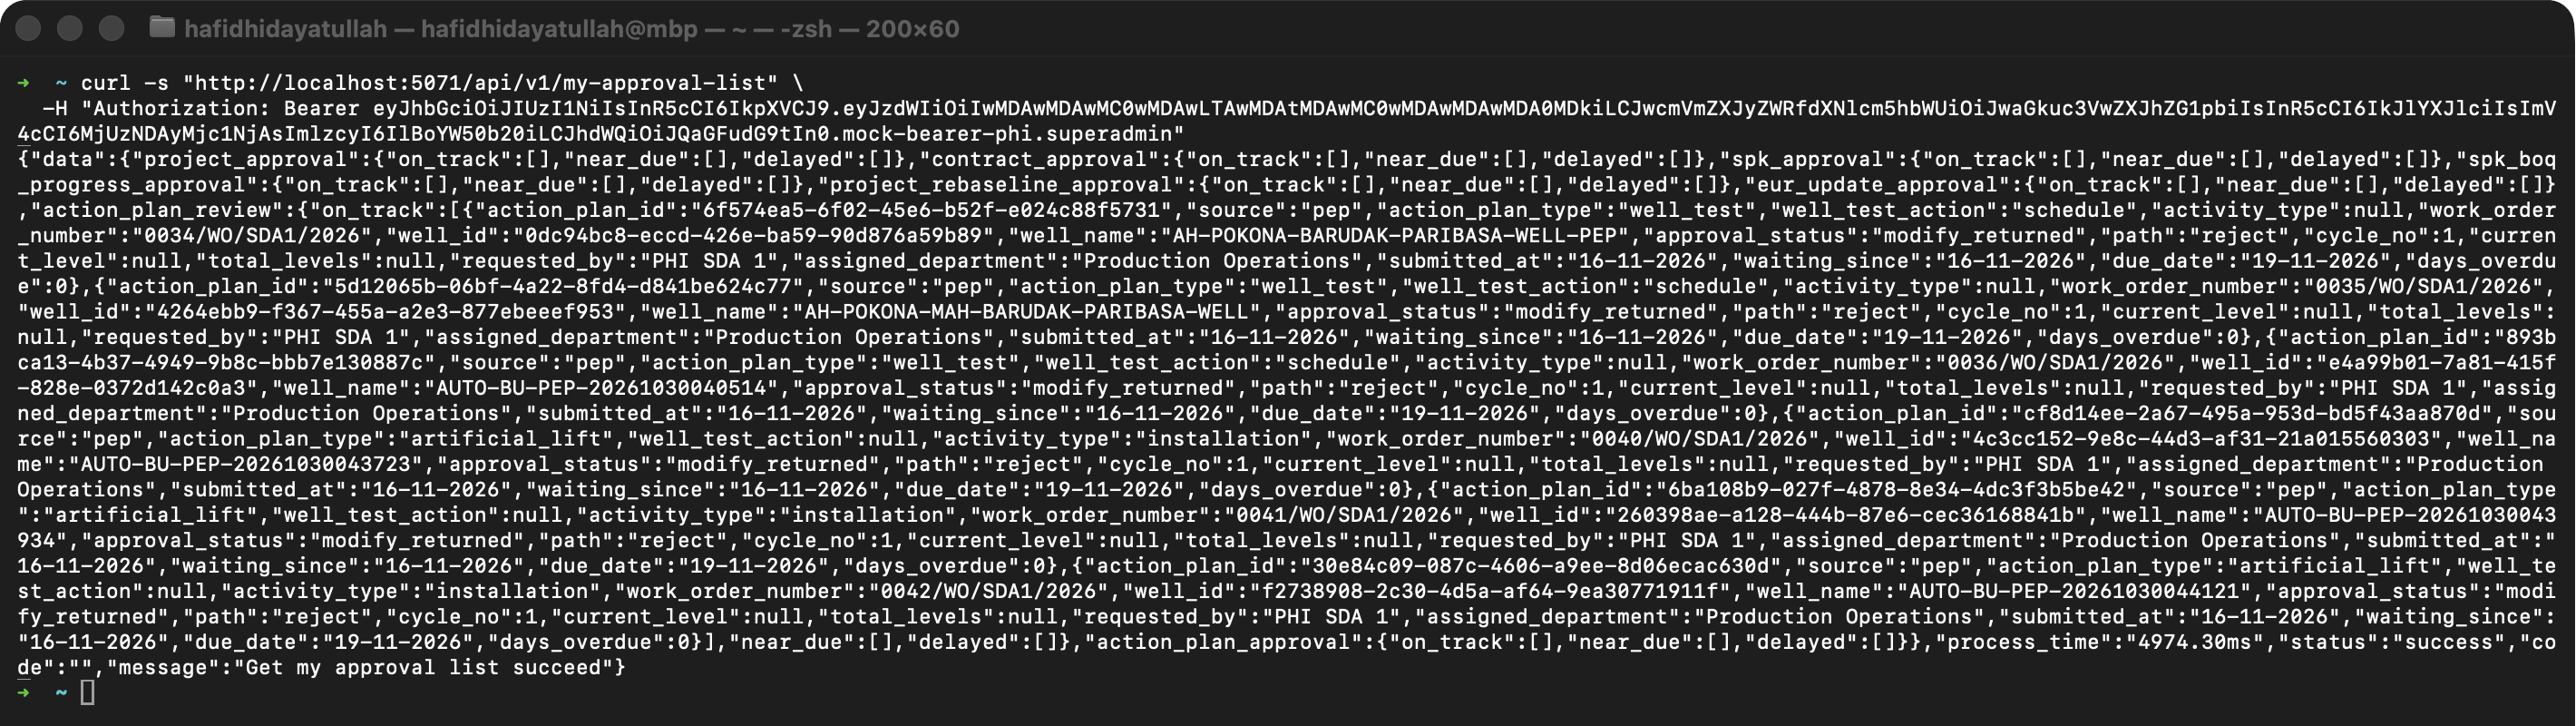 hafidhidayatullah — hafidhidayatullah@mbp — ~ — -zsh — 200×60
➜  ~ curl -s "http://localhost:5071/api/v1/my-approval-list" \
  -H "Authorization: Bearer eyJhbGciOiJIUzI1NiIsInR5cCI6IkpXVCJ9.eyJzdWIiOiIwMDAwMDAwMC0wMDAwLTAwMDAtMDAwMC0wMDAwMDAwMDA0MDkiLCJwcmVmZXJyZWRfdXNlcm5hbWUiOiJwaGkuc3VwZXJhZG1pbiIsInR5cCI6IkJlYXJlciIsImV
4cCI6MjUzNDAyMjc1NjAsImlzcyI6IlBoYW50b20iLCJhdWQiOiJQaGFudG9tIn0.mock-bearer-phi.superadmin"
{"data":{"project_approval":{"on_track":[],"near_due":[],"delayed":[]},"contract_approval":{"on_track":[],"near_due":[],"delayed":[]},"spk_approval":{"on_track":[],"near_due":[],"delayed":[]},"spk_boq
_progress_approval":{"on_track":[],"near_due":[],"delayed":[]},"project_rebaseline_approval":{"on_track":[],"near_due":[],"delayed":[]},"eur_update_approval":{"on_track":[],"near_due":[],"delayed":[]}
,"action_plan_review":{"on_track":[{"action_plan_id":"6f574ea5-6f02-45e6-b52f-e024c88f5731","source":"pep","action_plan_type":"well_test","well_test_action":"schedule","activity_type":null,"work_order
_number":"0034/WO/SDA1/2026","well_id":"0dc94bc8-eccd-426e-ba59-90d876a59b89","well_name":"AH-POKONA-BARUDAK-PARIBASA-WELL-PEP","approval_status":"modify_returned","path":"reject","cycle_no":1,"curren
t_level":null,"total_levels":null,"requested_by":"PHI SDA 1","assigned_department":"Production Operations","submitted_at":"16-11-2026","waiting_since":"16-11-2026","due_date":"19-11-2026","days_overdu
e":0},{"action_plan_id":"5d12065b-06bf-4a22-8fd4-d841be624c77","source":"pep","action_plan_type":"well_test","well_test_action":"schedule","activity_type":null,"work_order_number":"0035/WO/SDA1/2026",
"well_id":"4264ebb9-f367-455a-a2e3-877ebeeef953","well_name":"AH-POKONA-MAH-BARUDAK-PARIBASA-WELL","approval_status":"modify_returned","path":"reject","cycle_no":1,"current_level":null,"total_levels":
null,"requested_by":"PHI SDA 1","assigned_department":"Production Operations","submitted_at":"16-11-2026","waiting_since":"16-11-2026","due_date":"19-11-2026","days_overdue":0},{"action_plan_id":"893b
ca13-4b37-4949-9b8c-bbb7e130887c","source":"pep","action_plan_type":"well_test","well_test_action":"schedule","activity_type":null,"work_order_number":"0036/WO/SDA1/2026","well_id":"e4a99b01-7a81-415f
-828e-0372d142c0a3","well_name":"AUTO-BU-PEP-20261030040514","approval_status":"modify_returned","path":"reject","cycle_no":1,"current_level":null,"total_levels":null,"requested_by":"PHI SDA 1","assig
ned_department":"Production Operations","submitted_at":"16-11-2026","waiting_since":"16-11-2026","due_date":"19-11-2026","days_overdue":0},{"action_plan_id":"cf8d14ee-2a67-495a-953d-bd5f43aa870d","sou
rce":"pep","action_plan_type":"artificial_lift","well_test_action":null,"activity_type":"installation","work_order_number":"0040/WO/SDA1/2026","well_id":"4c3cc152-9e8c-44d3-af31-21a015560303","well_na
me":"AUTO-BU-PEP-20261030043723","approval_status":"modify_returned","path":"reject","cycle_no":1,"current_level":null,"total_levels":null,"requested_by":"PHI SDA 1","assigned_department":"Production
Operations","submitted_at":"16-11-2026","waiting_since":"16-11-2026","due_date":"19-11-2026","days_overdue":0},{"action_plan_id":"6ba108b9-027f-4878-8e34-4dc3f3b5be42","source":"pep","action_plan_type
":"artificial_lift","well_test_action":null,"activity_type":"installation","work_order_number":"0041/WO/SDA1/2026","well_id":"260398ae-a128-444b-87e6-cec36168841b","well_name":"AUTO-BU-PEP-20261030043
934","approval_status":"modify_returned","path":"reject","cycle_no":1,"current_level":null,"total_levels":null,"requested_by":"PHI SDA 1","assigned_department":"Production Operations","submitted_at":"
16-11-2026","waiting_since":"16-11-2026","due_date":"19-11-2026","days_overdue":0},{"action_plan_id":"30e84c09-087c-4606-a9ee-8d06ecac630d","source":"pep","action_plan_type":"artificial_lift","well_te
st_action":null,"activity_type":"installation","work_order_number":"0042/WO/SDA1/2026","well_id":"f2738908-2c30-4d5a-af64-9ea30771911f","well_name":"AUTO-BU-PEP-20261030044121","approval_status":"modi
fy_returned","path":"reject","cycle_no":1,"current_level":null,"total_levels":null,"requested_by":"PHI SDA 1","assigned_department":"Production Operations","submitted_at":"16-11-2026","waiting_since":
"16-11-2026","due_date":"19-11-2026","days_overdue":0}],"near_due":[],"delayed":[]},"action_plan_approval":{"on_track":[],"near_due":[],"delayed":[]}},"process_time":"4974.30ms","status":"success","co
de":"","message":"Get my approval list succeed"}
➜  ~